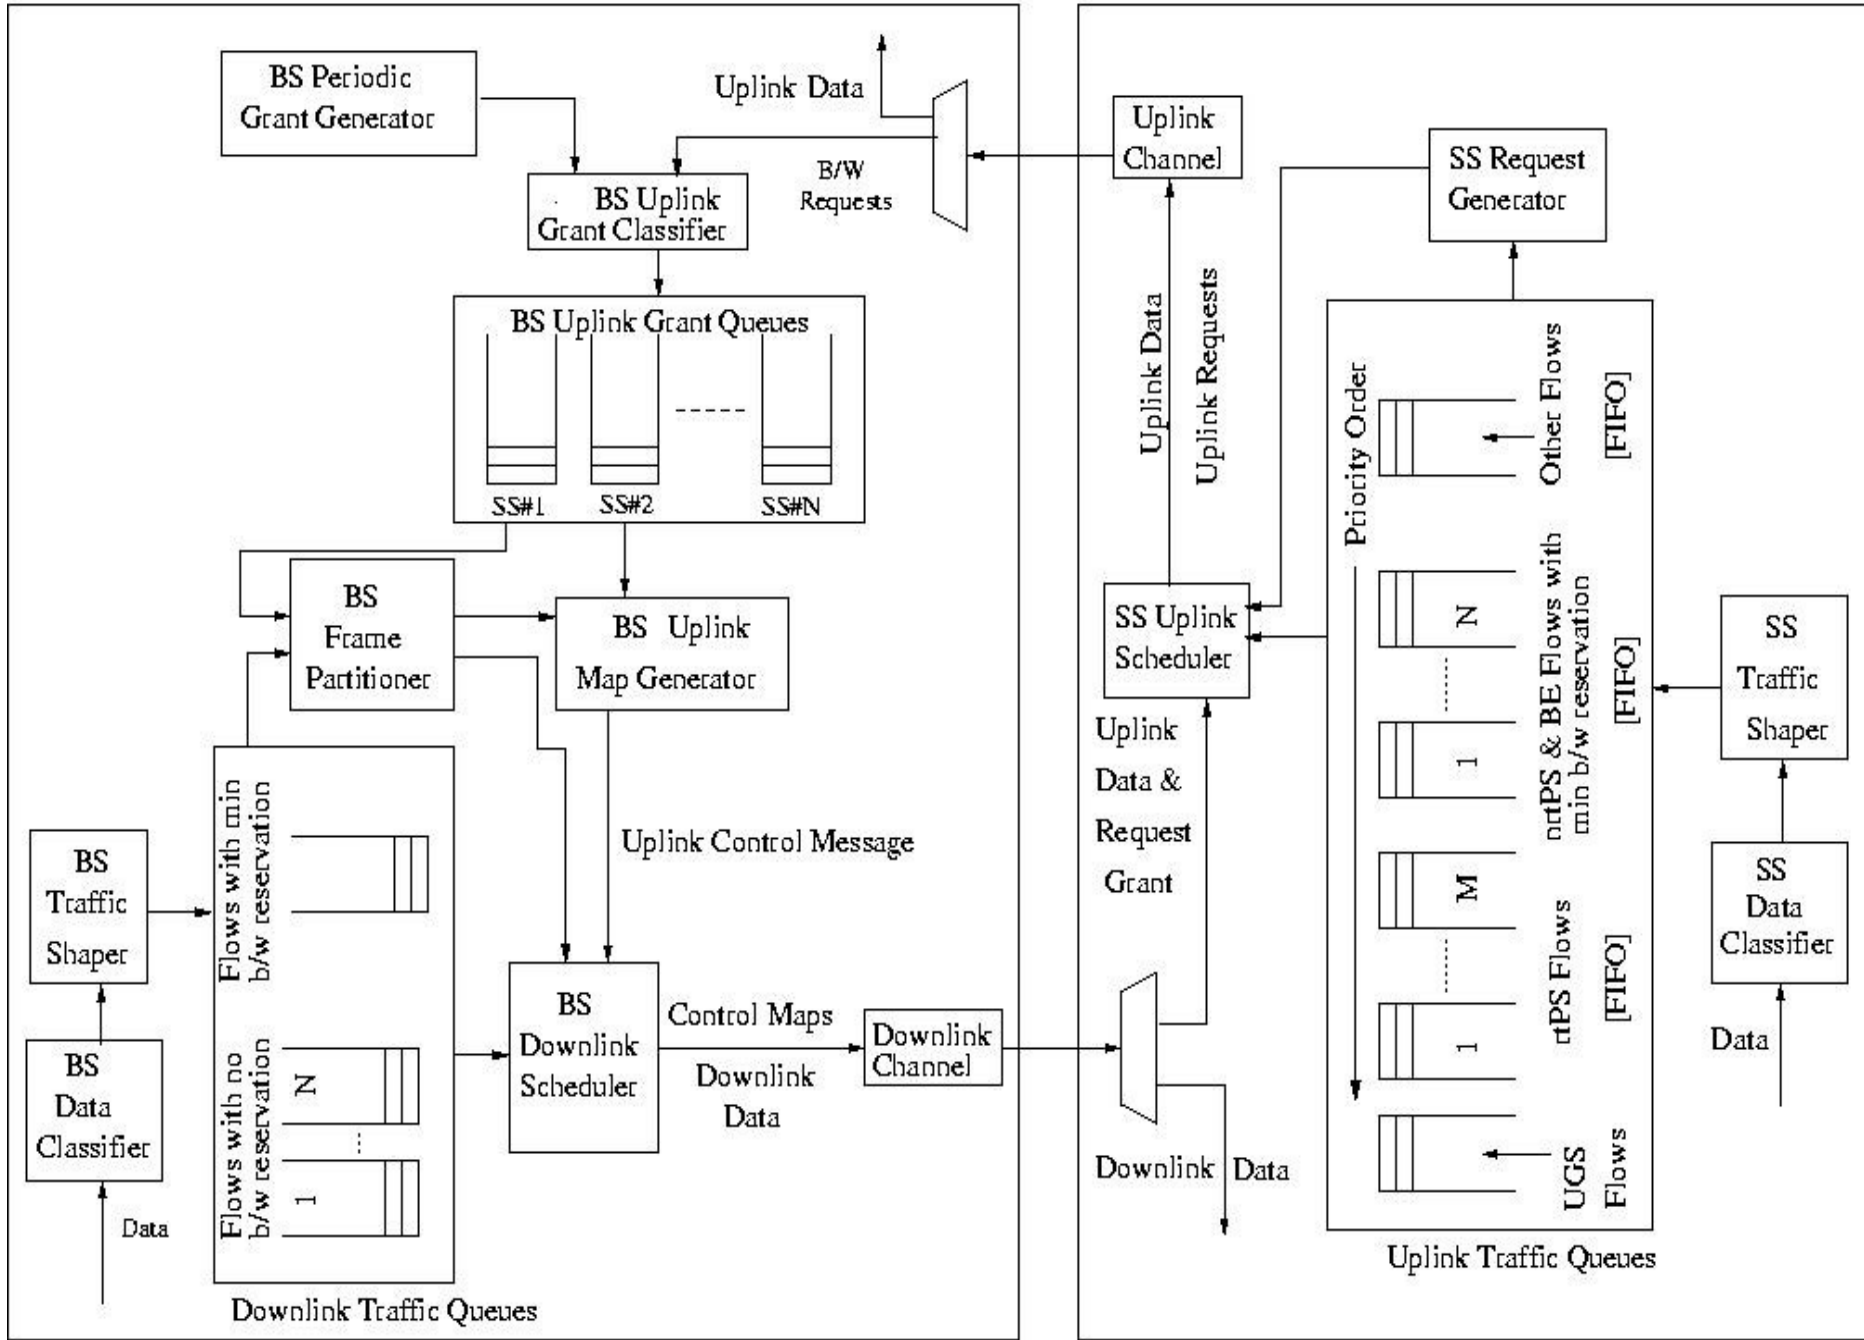 BS Periodic
Grant Generator
Uplink Data
B/W
Requests
BS Uplink
Grant Classifier
BS Uplink Grant Queues
SS#1
SS#2
SS#N
BS
Frame
Partitioner
BS Uplink
Map Generator
Uplink Control Message
BS
Traffic
Shaper
BS
Data
Classifier
Data
Flows with min
b/w reservation
Flows with no
b/w reservation
N
1
Downlink Traffic Queues
BS
Downlink
Scheduler
Control Maps
Downlink
Data
Downlink
Channel
Uplink
Channel
Uplink Data
Uplink Requests
SS Request
Generator
SS Uplink
Scheduler
Uplink
Data &
Request
Grant
Downlink Data
Priority Order
Other Flows
[FIFO]
N
1
nrtPS & BE Flows with
min b/w reservation
[FIFO]
M
1
rtPS Flows
[FIFO]
UGS
Flows
Uplink Traffic Queues
SS
Traffic
Shaper
SS
Data
Classifier
Data